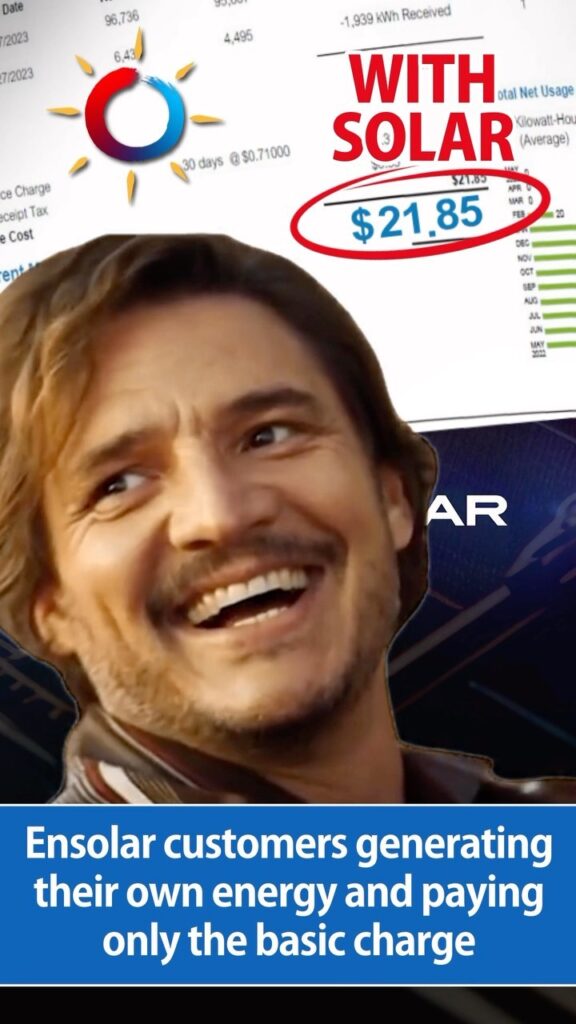 Date
96,736
-1,939 kWh Received
7/2023
4,495
27/2023
WITH
SOLAR
otal Net Usage
Kilowatt-Hou
(Average)
30 days @ $0.71000
ce Charge
eceipt Tax
e Cost
$21.85
$21.85
APR 0
MAR 0
FEB 20
DEC
NOV
OCT
SEP
AUG
JUL
JUN
MAY
2022
AR
Ensolar customers generating
their own energy and paying
only the basic charge